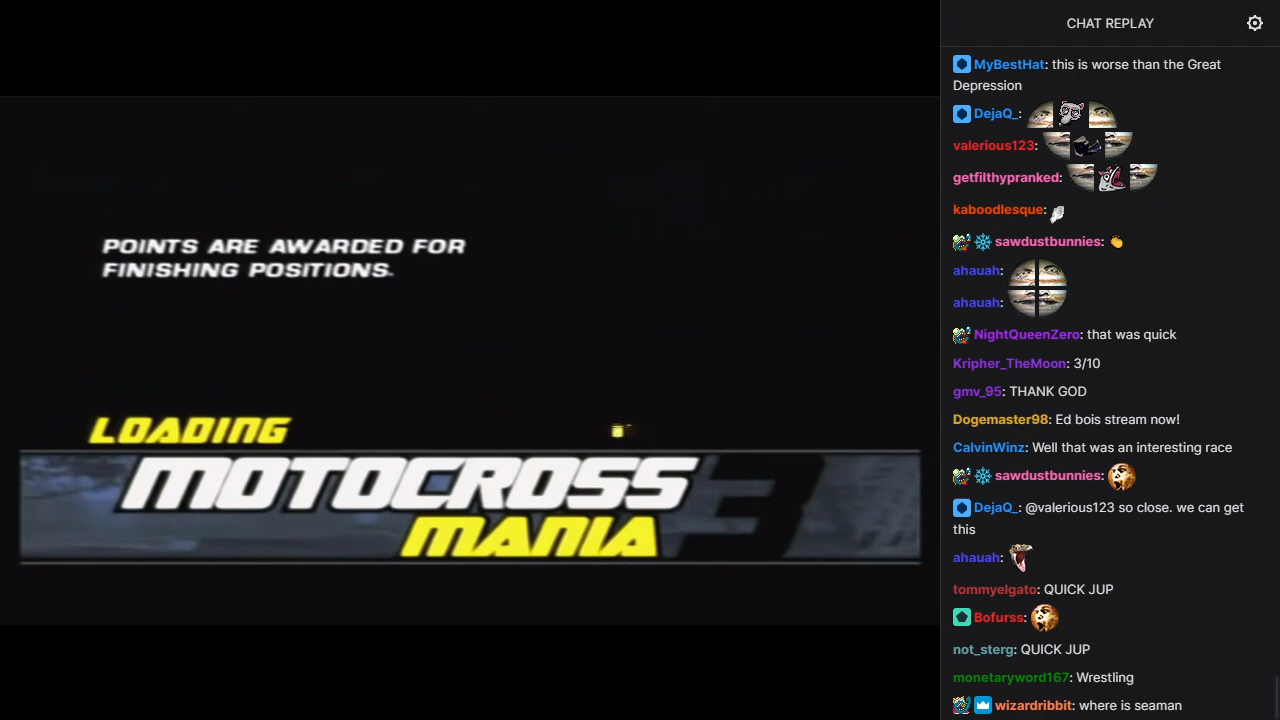 CHAT REPLAY
MyBestHat: this is worse than the Great
Depression
DejaQ_:
valerious123:
getfilthypranked:
kaboodlesque:
sawdustbunnies:
ahauah:
ahauah:
NightQueenZero: that was quick
Kripher_TheMoon: 3/10
gmv_95: THANK GOD
Dogemaster98: Ed bois stream now!
CalvinWinz: Well that was an interesting race
sawdustbunnies:
DejaQ_: @valerious123 so close. we can get
this
ahauah:
tommyelgato: QUICK JUP
Bofurss:
not_sterg: QUICK JUP
monetaryword167: Wrestling
wizardribbit: where is seaman
POINTS ARE AWARDED FOR
FINISHING POSITIONS.
LOADING
MOTOCROSS 3
MANIA